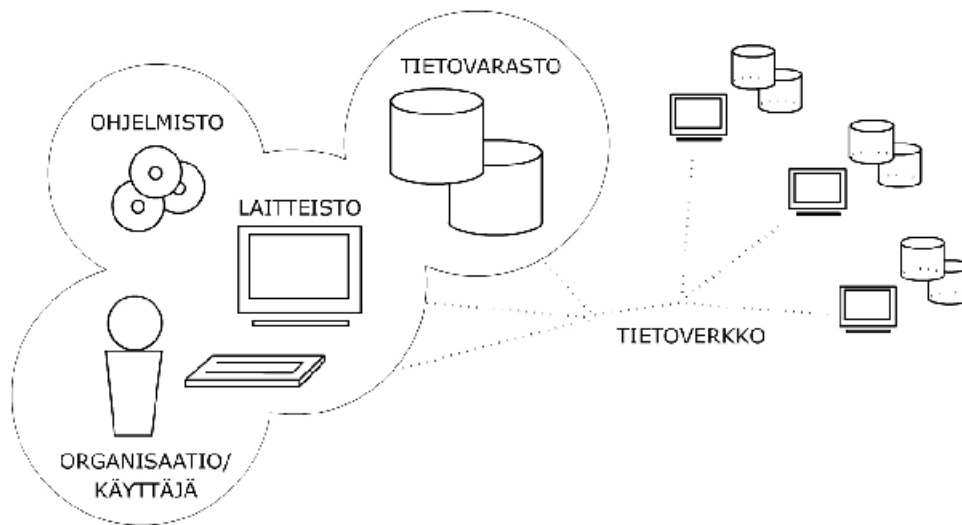 TIETOVARASTO
OHJELMISTO
LAITTEISTO
TIETOVERKKO
ORGANISAATIO/
KÄYTTÄJÄ